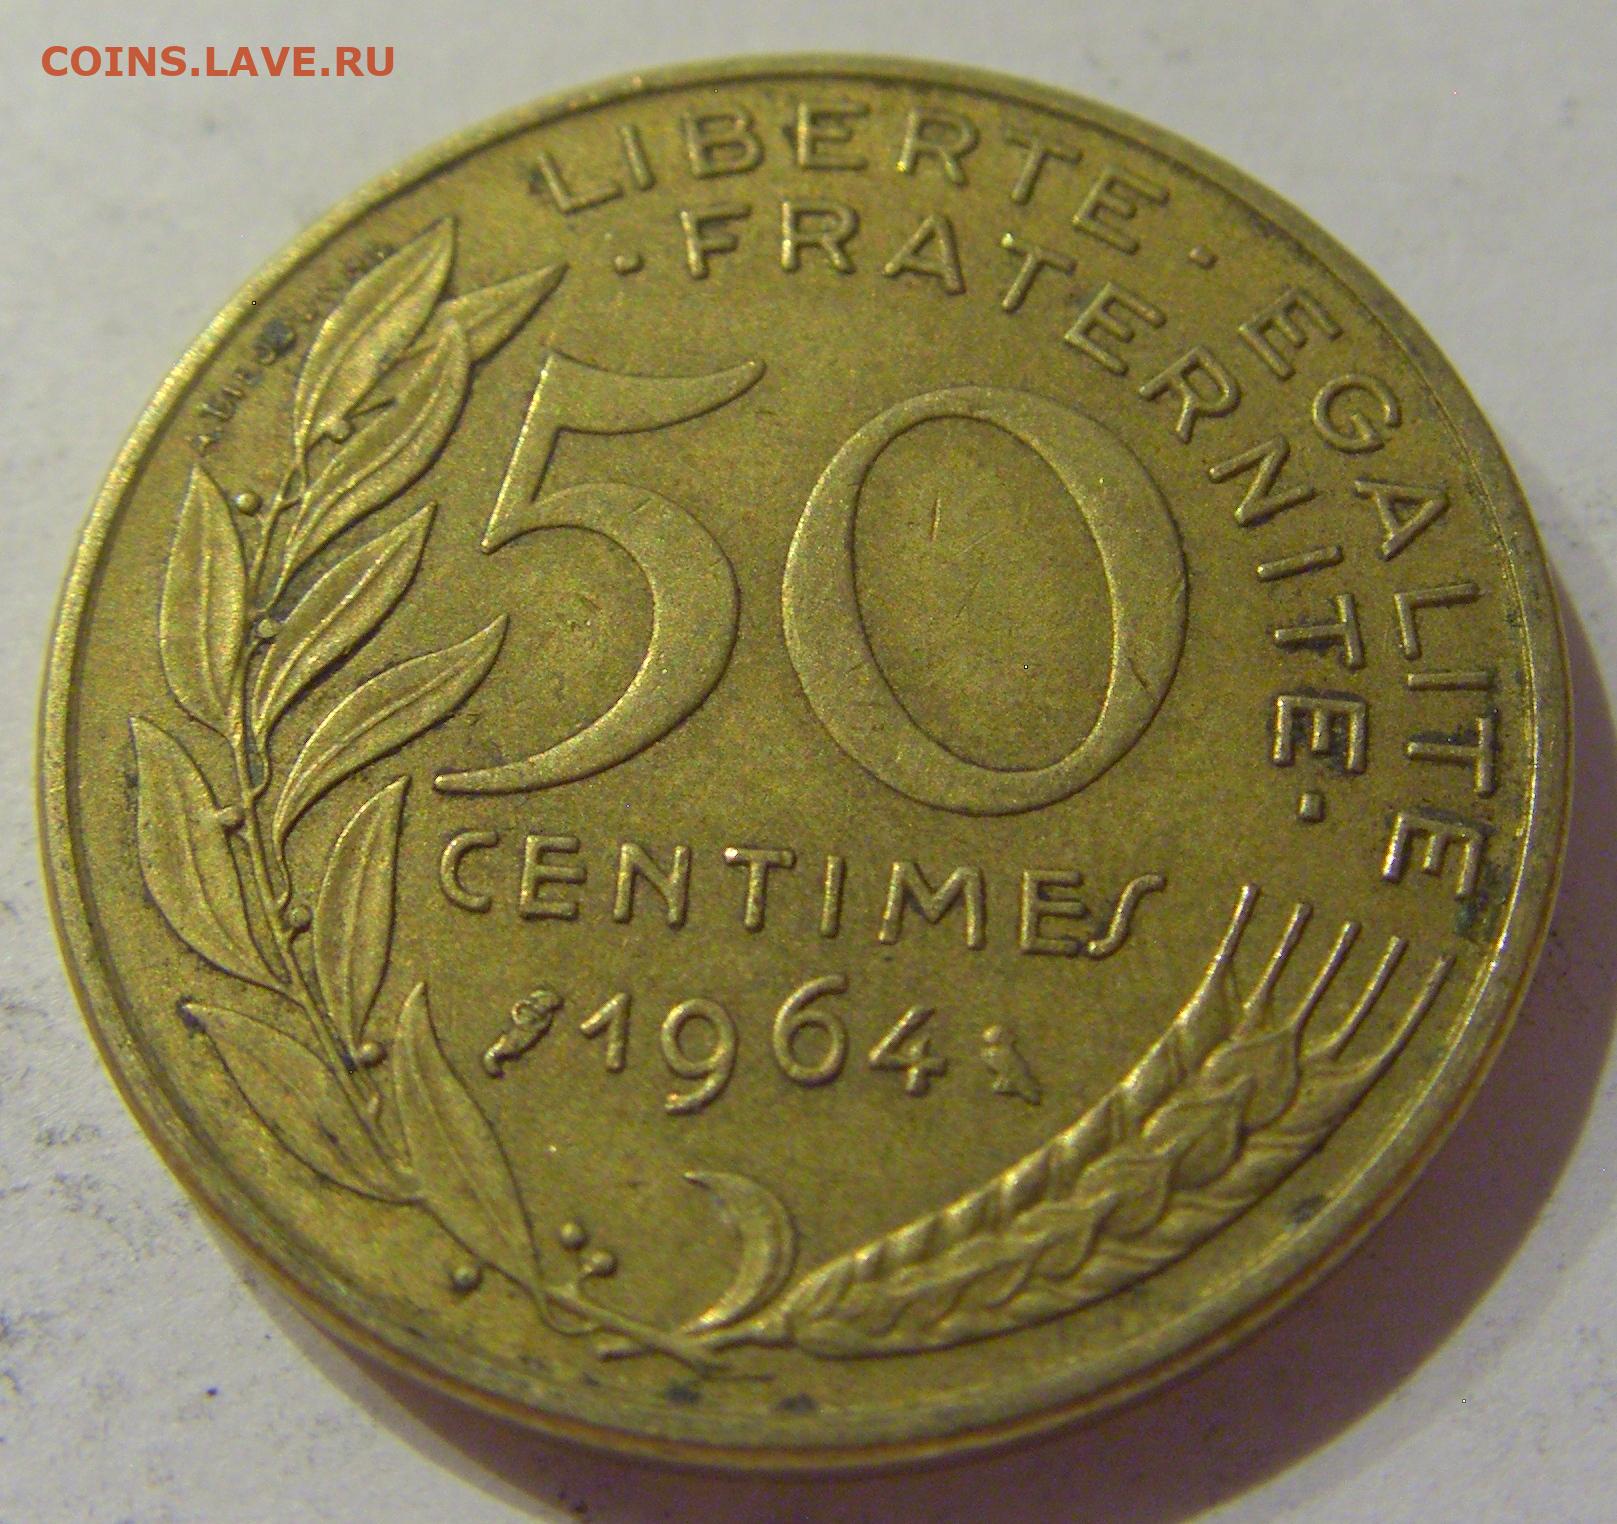 COINS.LAVE.RU
LIBERTE · EGALITE
· FRATERNITE ·
50
CENTIMES
1964